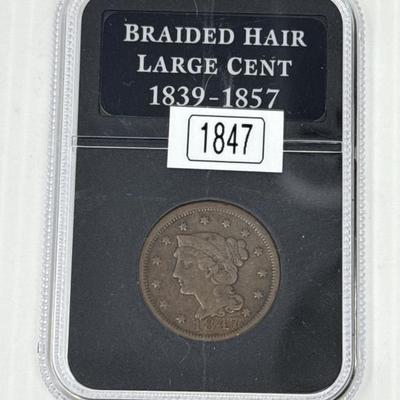 BRAIDED HAIR
LARGE CENT
1839-1857
1847
1847